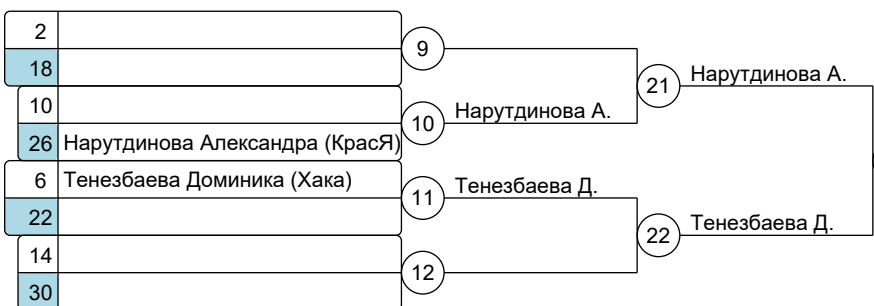 2
18
9
10
26 Нарутдинова Александра (КрасЯ)
10 Нарутдинова А.
21 Нарутдинова А.
6 Тенезбаева Доминика (Хака)
22
11 Тенезбаева Д.
14
30
12
22 Тенезбаева Д.